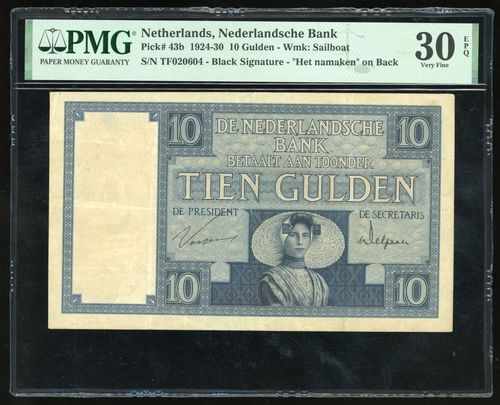 PMG
PAPER MONEY GUARANTY
Netherlands, Nederlandsche Bank
Pick# 43b 1924-30 10 Gulden - Wmk: Sailboat
S/N TF020604 - Black Signature - "Het namaken" on Back
30 EPQ
Very Fine
10 10
DE NEDERLANDSCHE
BANK
BETAALT AAN TOONDER
TIEN GULDEN
DE PRESIDENT DE SECRETARIS
10 10